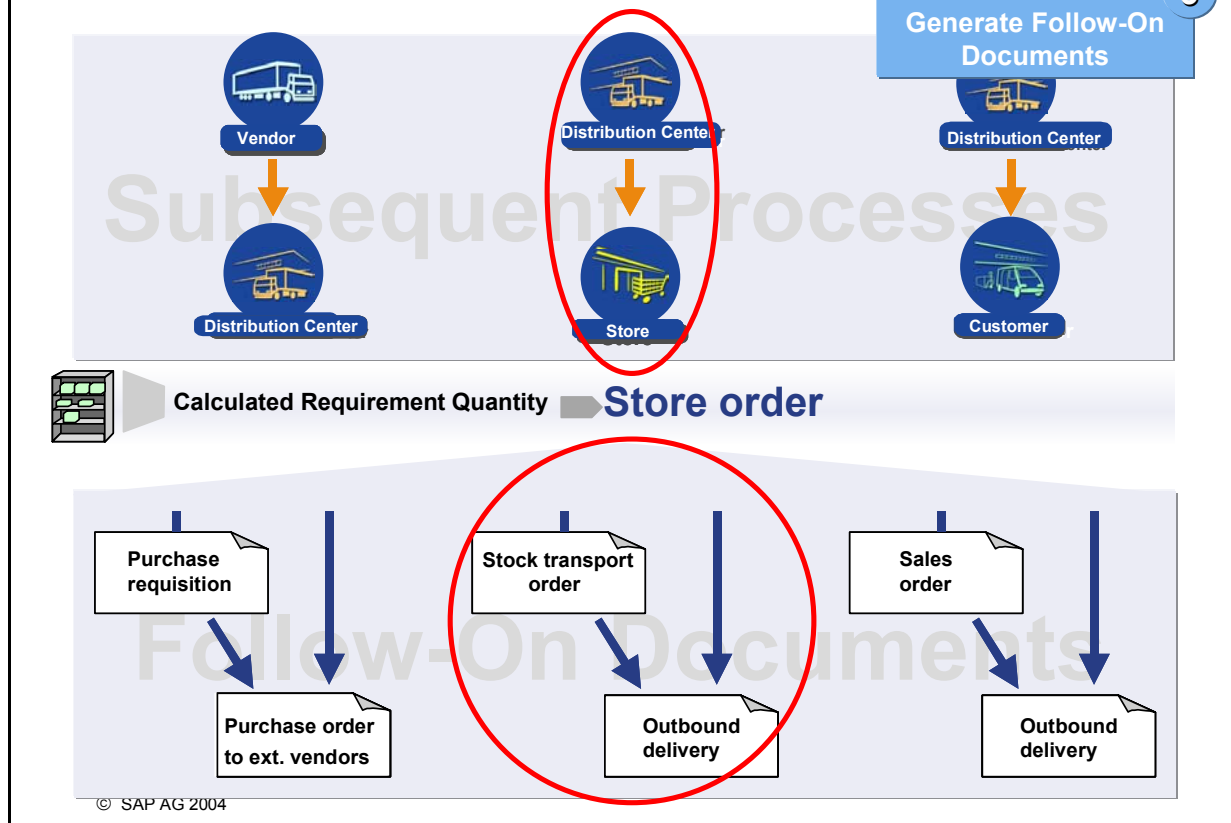 Generate Follow-On
Documents
Vendor
Distribution Center
Distribution Center
Subsequent Processes
Distribution Center
Store
Customer
Calculated Requirement Quantity
Store order
Purchase
requisition
Stock transport
order
Sales
order
Follow-On Documents
Purchase order
to ext. vendors
Outbound
delivery
Outbound
delivery
© SAP AG 2004